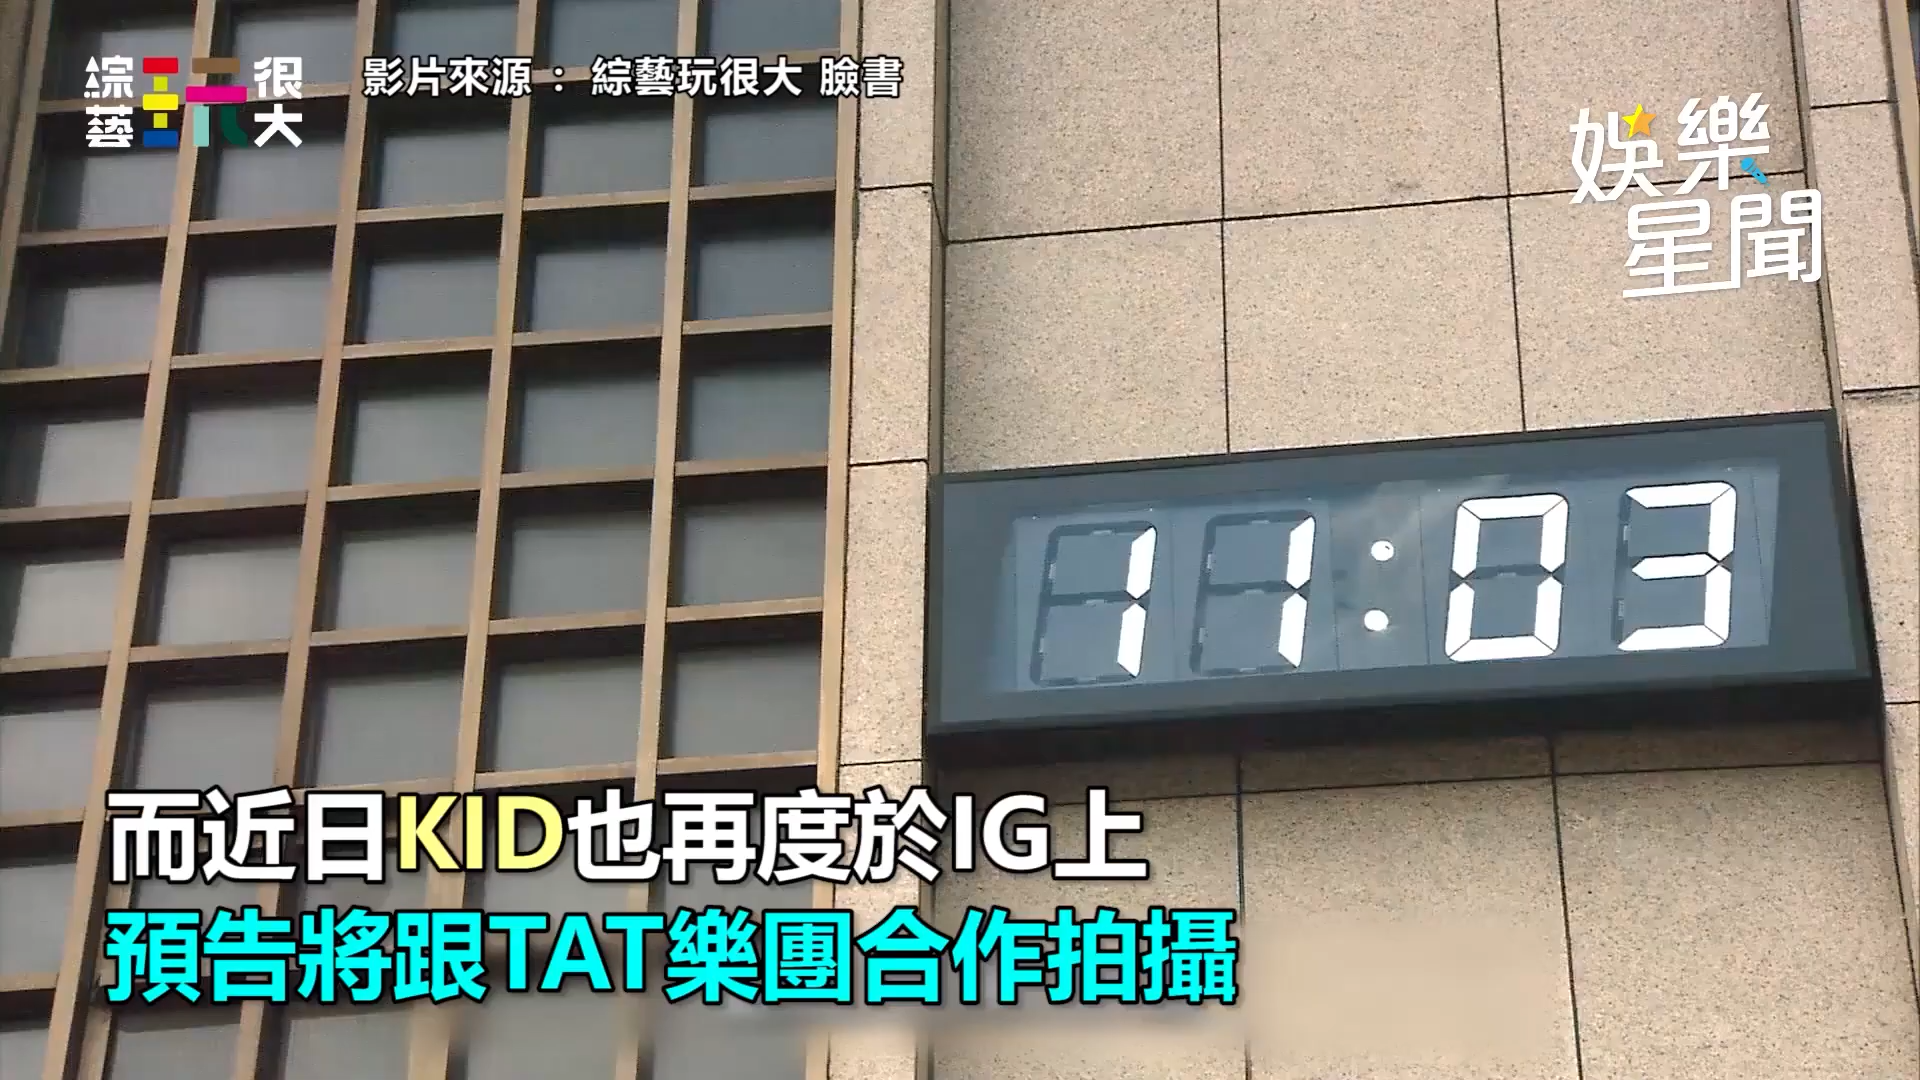 綜藝玩很大
影片來源：綜藝玩很大 臉書
娛樂星聞
11:03
而近日KID也再度於IG上
預告將跟TAT樂團合作拍攝